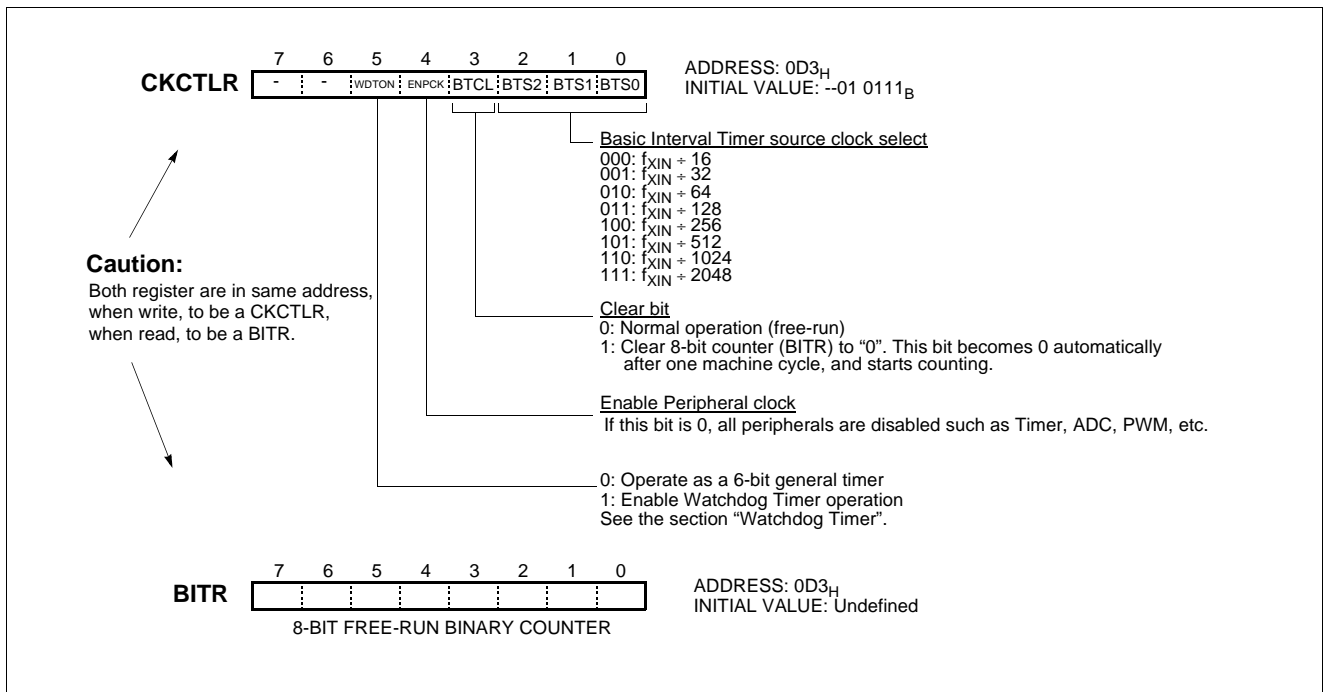 7 6 5 4 3 2 1 0
CKCTLR - - WDTON ENPCK BTCL BTS2 BTS1 BTS0
ADDRESS: 0D3H
INITIAL VALUE: --01 0111B
Basic Interval Timer source clock select
000: fXIN ÷ 16
001: fXIN ÷ 32
010: fXIN ÷ 64
011: fXIN ÷ 128
100: fXIN ÷ 256
101: fXIN ÷ 512
110: fXIN ÷ 1024
111: fXIN ÷ 2048
Caution:
Both register are in same address,
when write, to be a CKCTLR,
when read, to be a BITR.
Clear bit
0: Normal operation (free-run)
1: Clear 8-bit counter (BITR) to “0”. This bit becomes 0 automatically
after one machine cycle, and starts counting.
Enable Peripheral clock
If this bit is 0, all peripherals are disabled such as Timer, ADC, PWM, etc.
0: Operate as a 6-bit general timer
1: Enable Watchdog Timer operation
See the section “Watchdog Timer”.
7 6 5 4 3 2 1 0
BITR
ADDRESS: 0D3H
INITIAL VALUE: Undefined
8-BIT FREE-RUN BINARY COUNTER